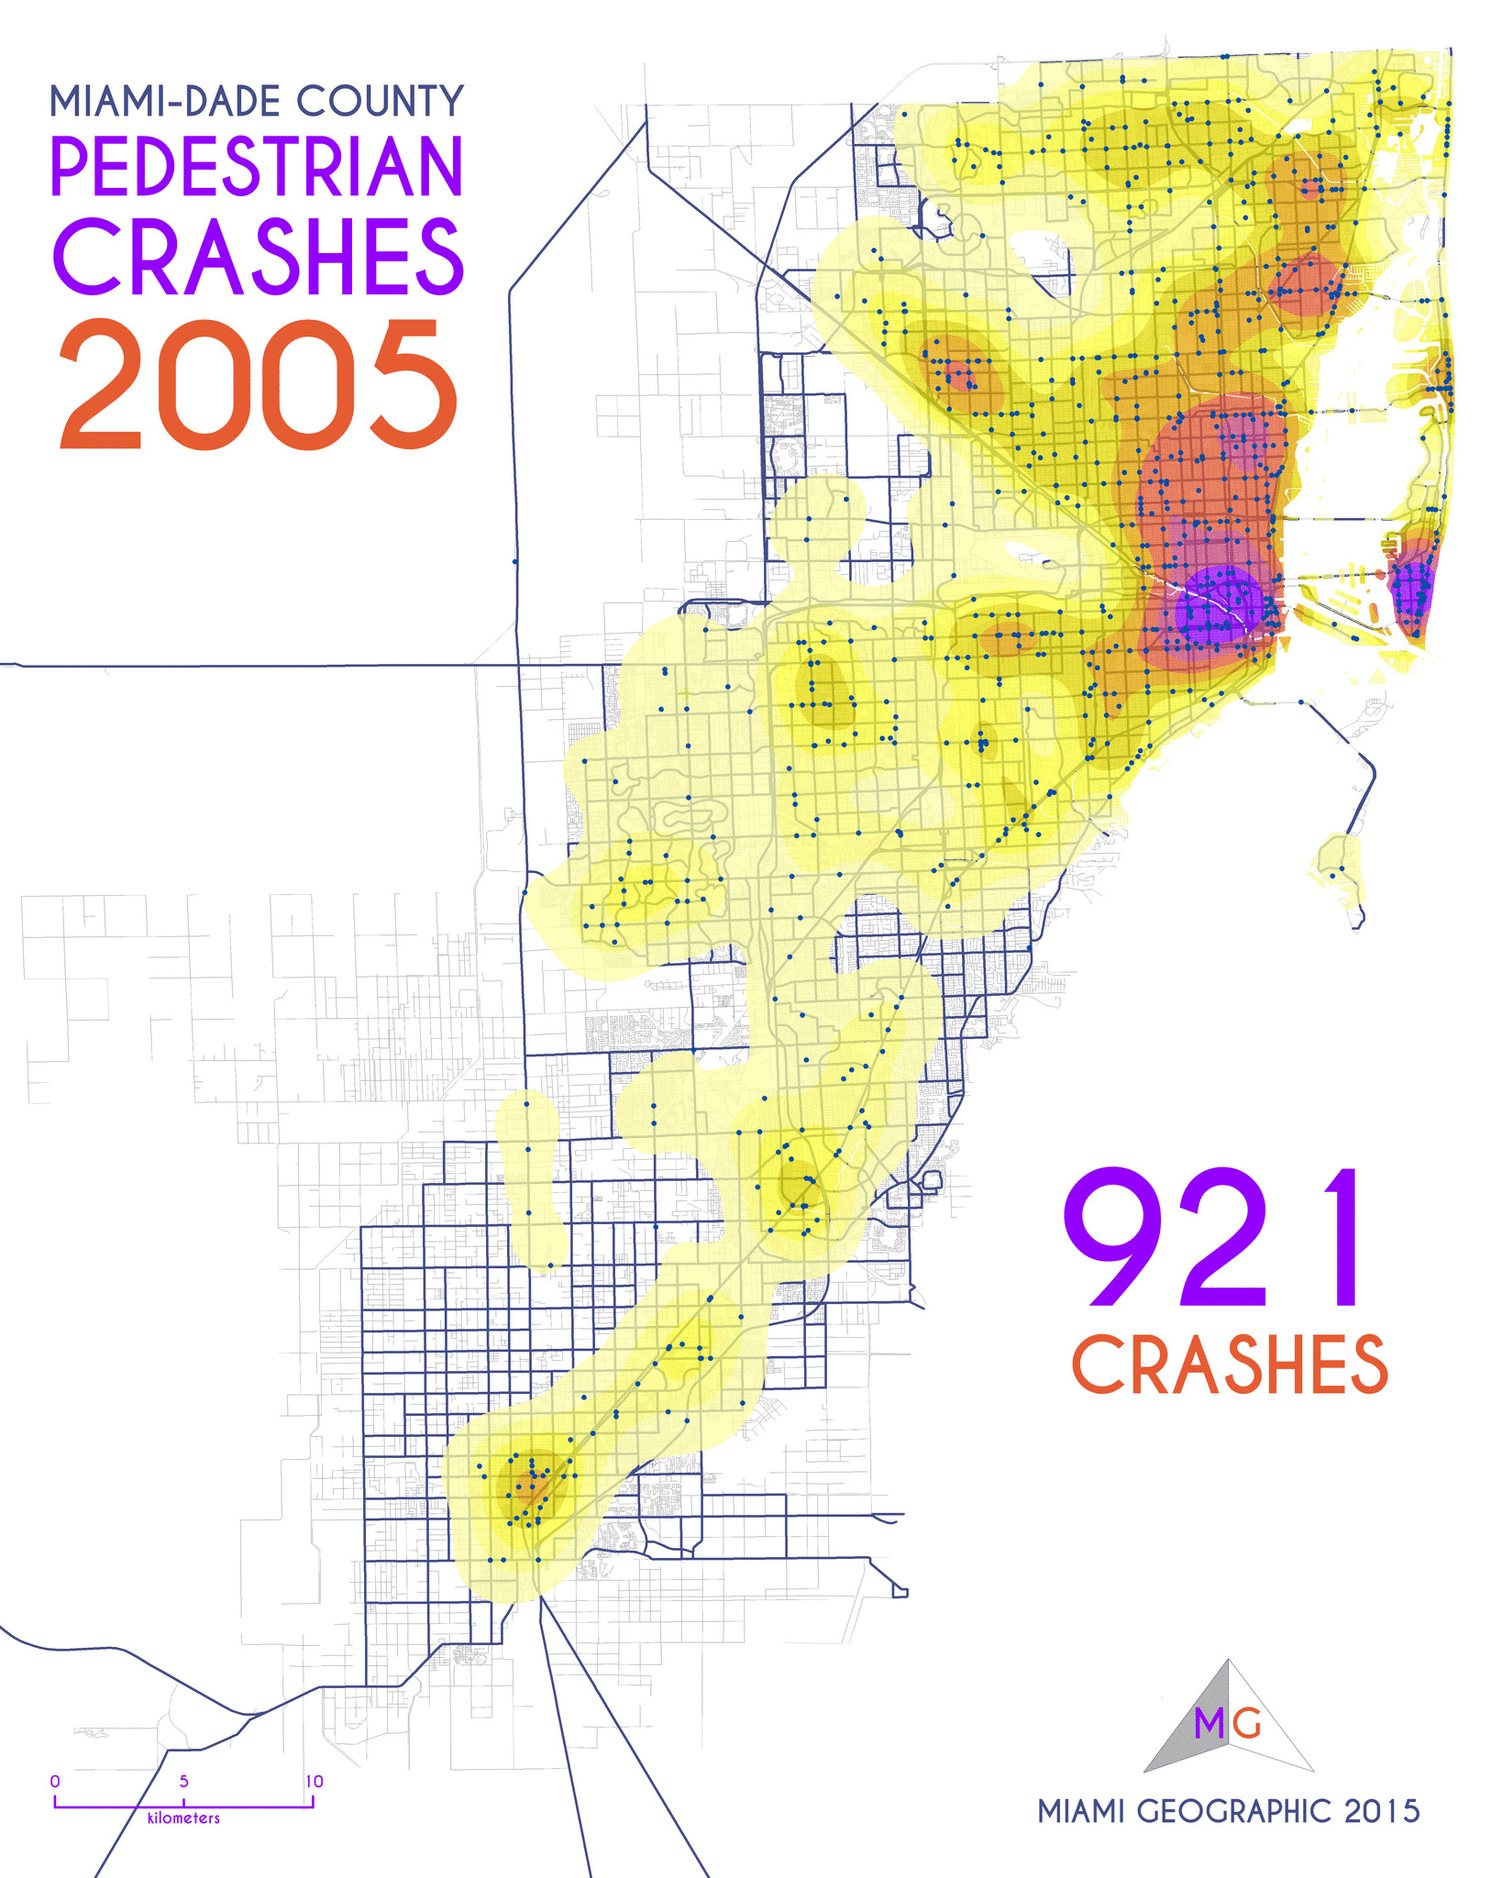 MIAMI-DADE COUNTY
PEDESTRIAN
CRASHES
2005
921
CRASHES
MG
MIAMI GEOGRAPHIC 2015
0 5 10
kilometers